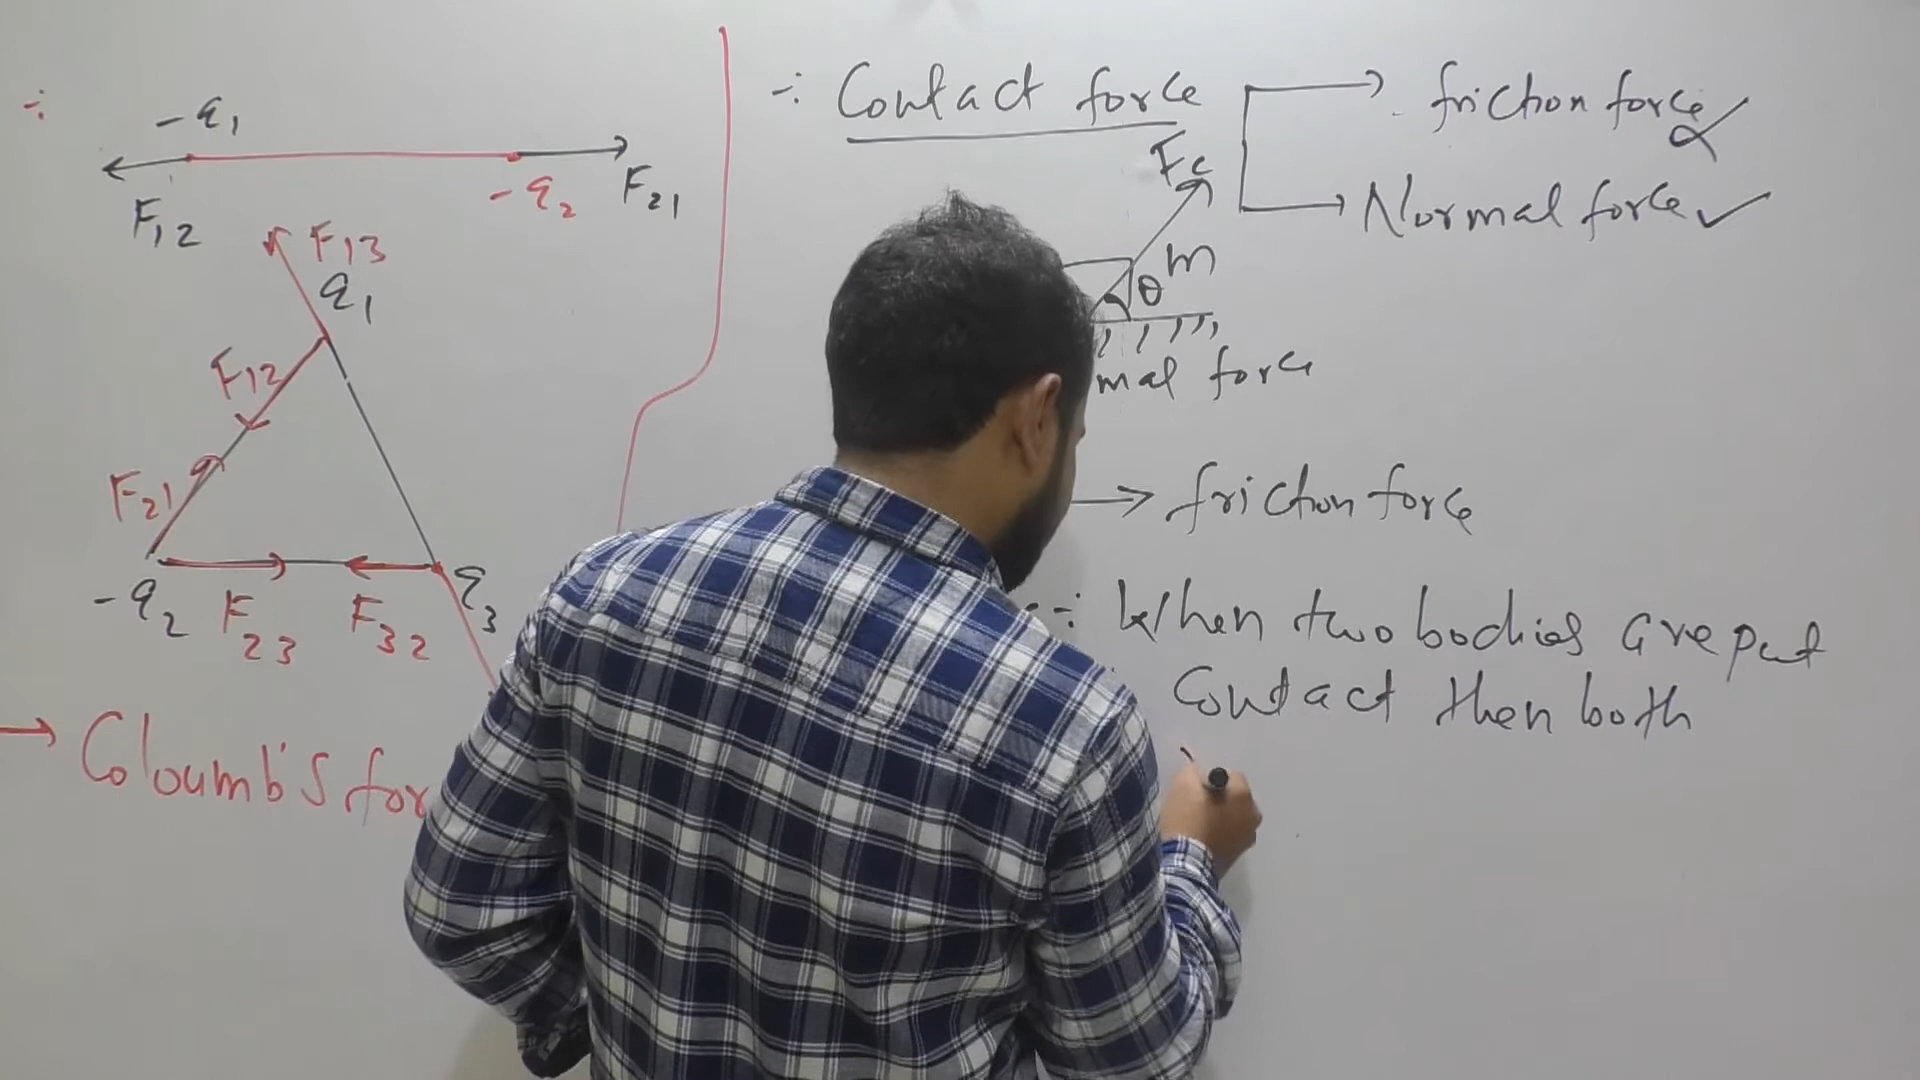 ÷
-q1
-q2
F12
F21
F13
q1
F12
F21
-q2
F23
F32
q3
→ Coloumb's for
÷ Contact force
→ friction force
→ Normal force ✓
Fc
θ
m
mal force
→ friction force
÷ When two bodies are put
Contact then both